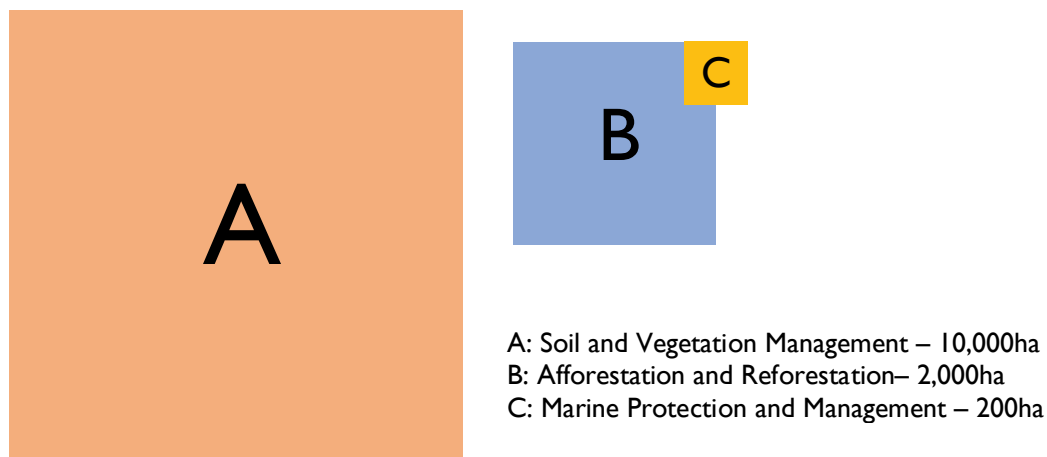 A
B
C
A: Soil and Vegetation Management – 10,000ha
B: Afforestation and Reforestation– 2,000ha
C: Marine Protection and Management – 200ha